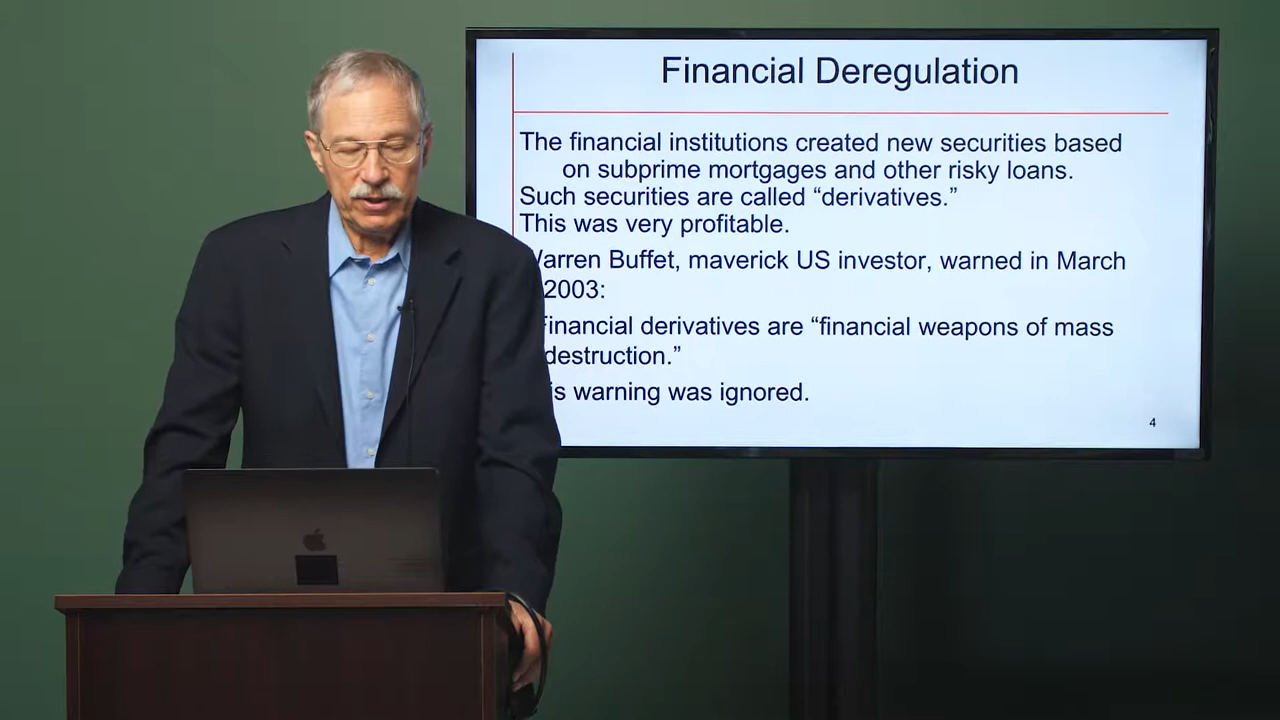 Financial Deregulation
The financial institutions created new securities based
on subprime mortgages and other risky loans.
Such securities are called “derivatives.”
This was very profitable.
Warren Buffet, maverick US investor, warned in March
2003:
Financial derivatives are “financial weapons of mass
destruction.”
is warning was ignored.
4